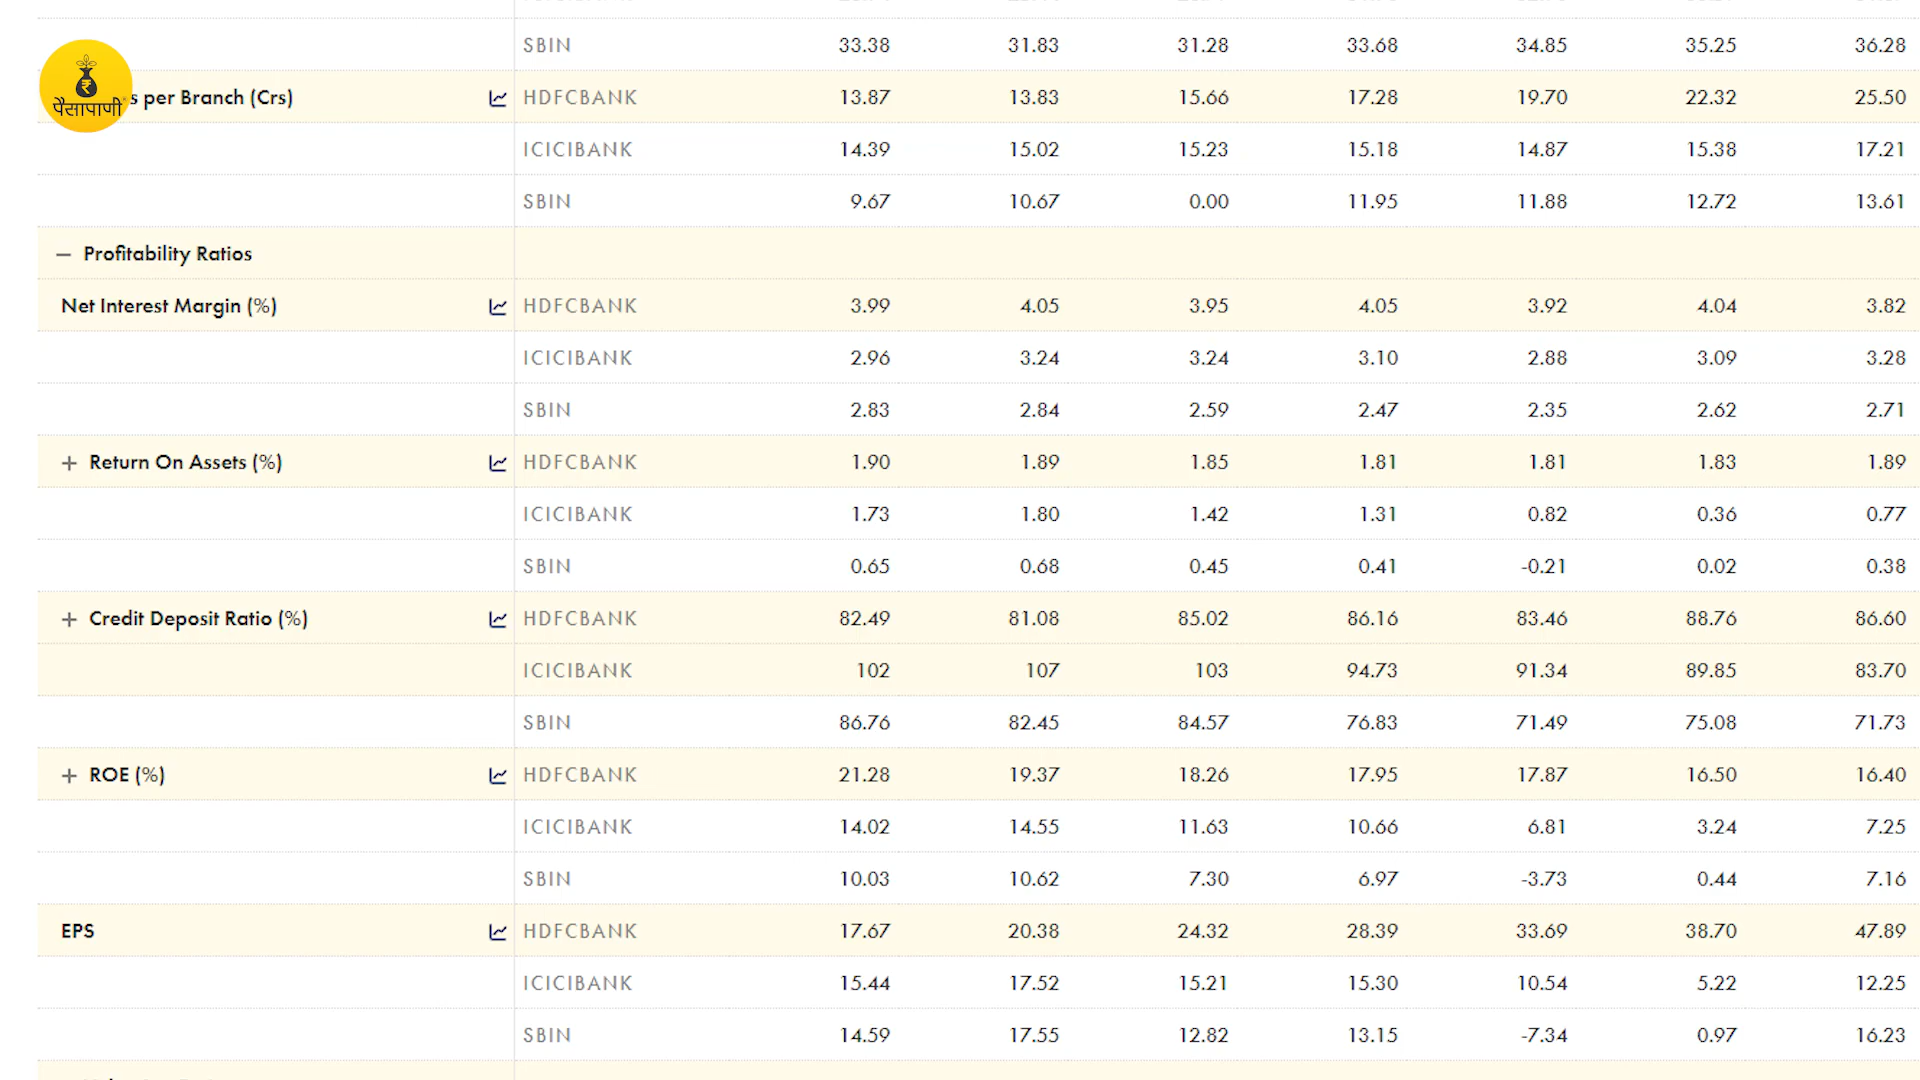 SBIN 33.38 31.83 31.28 33.68 34.85 35.25 36.28
पैसापाणी
s per Branch (Crs) HDFCBANK 13.87 13.83 15.66 17.28 19.70 22.32 25.50
ICICIBANK 14.39 15.02 15.23 15.18 14.87 15.38 17.21
SBIN 9.67 10.67 0.00 11.95 11.88 12.72 13.61
— Profitability Ratios
Net Interest Margin (%) HDFCBANK 3.99 4.05 3.95 4.05 3.92 4.04 3.82
ICICIBANK 2.96 3.24 3.24 3.10 2.88 3.09 3.28
SBIN 2.83 2.84 2.59 2.47 2.35 2.62 2.71
+ Return On Assets (%) HDFCBANK 1.90 1.89 1.85 1.81 1.81 1.83 1.89
ICICIBANK 1.73 1.80 1.42 1.31 0.82 0.36 0.77
SBIN 0.65 0.68 0.45 0.41 -0.21 0.02 0.38
+ Credit Deposit Ratio (%) HDFCBANK 82.49 81.08 85.02 86.16 83.46 88.76 86.60
ICICIBANK 102 107 103 94.73 91.34 89.85 83.70
SBIN 86.76 82.45 84.57 76.83 71.49 75.08 71.73
+ ROE (%) HDFCBANK 21.28 19.37 18.26 17.95 17.87 16.50 16.40
ICICIBANK 14.02 14.55 11.63 10.66 6.81 3.24 7.25
SBIN 10.03 10.62 7.30 6.97 -3.73 0.44 7.16
EPS HDFCBANK 17.67 20.38 24.32 28.39 33.69 38.70 47.89
ICICIBANK 15.44 17.52 15.21 15.30 10.54 5.22 12.25
SBIN 14.59 17.55 12.82 13.15 -7.34 0.97 16.23